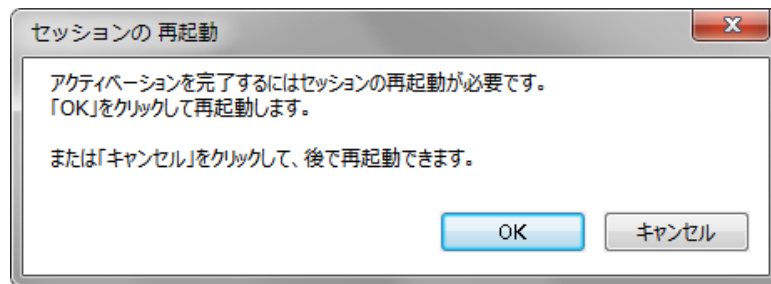 セッションの 再起動
アクティベーションを完了するにはセッションの再起動が必要です。
「OK」をクリックして再起動します。
または「キャンセル」をクリックして、後で再起動できます。
OK
キャンセル